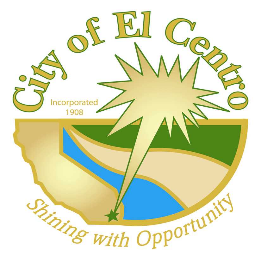 City of El Centro
Incorporated
1908
Shining with Opportunity